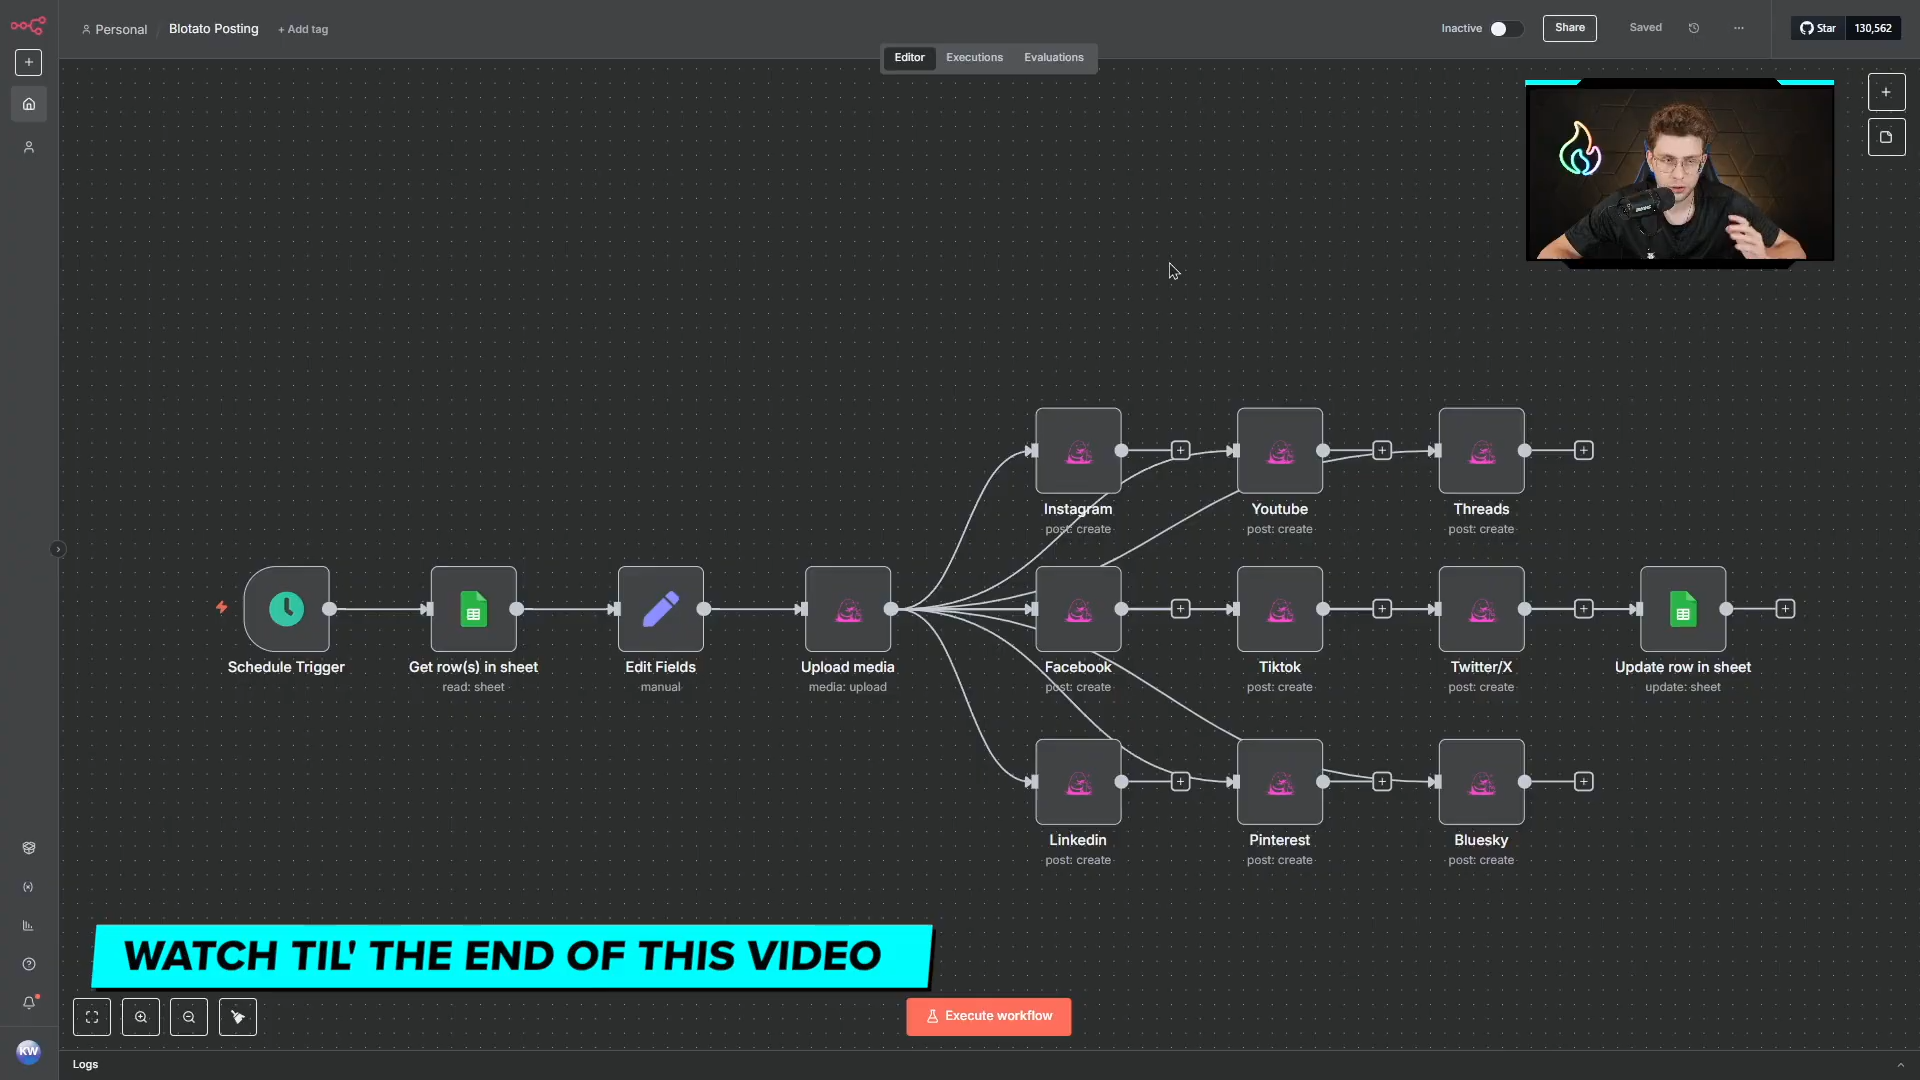 Personal / Blotato Posting + Add tag
Inactive Share Saved ... Star 130,562
Editor Executions Evaluations
Instagram
post: create
Youtube
post: create
Threads
post: create
Schedule Trigger
Get row(s) in sheet
read: sheet
Edit Fields
manual
Upload media
media: upload
Facebook
post: create
Tiktok
post: create
Twitter/X
post: create
Update row in sheet
update: sheet
Linkedin
post: create
Pinterest
post: create
Bluesky
post: create
WATCH TIL' THE END OF THIS VIDEO
Execute workflow
KW
Logs